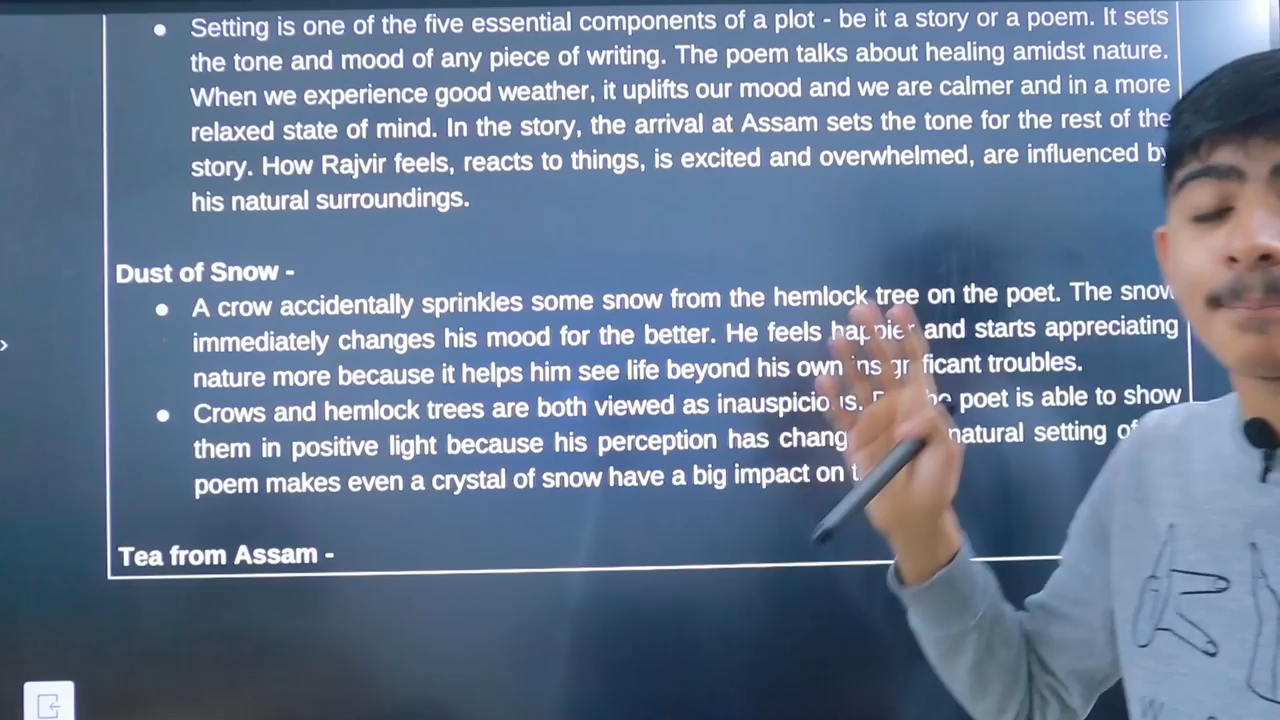 Setting is one of the five essential components of a plot - be it a story or a poem. It sets
the tone and mood of any piece of writing. The poem talks about healing amidst nature.
When we experience good weather, it uplifts our mood and we are calmer and in a more
relaxed state of mind. In the story, the arrival at Assam sets the tone for the rest of the
story. How Rajvir feels, reacts to things, is excited and overwhelmed, are influenced by
his natural surroundings.
Dust of Snow -
A crow accidentally sprinkles some snow from the hemlock tree on the poet. The snow
immediately changes his mood for the better. He feels happier and starts appreciating
nature more because it helps him see life beyond his own insignificant troubles.
Crows and hemlock trees are both viewed as inauspicious. poet is able to show
them in positive light because his perception has natural setting of
poem makes even a crystal of snow have a big impact on
Tea from Assam -